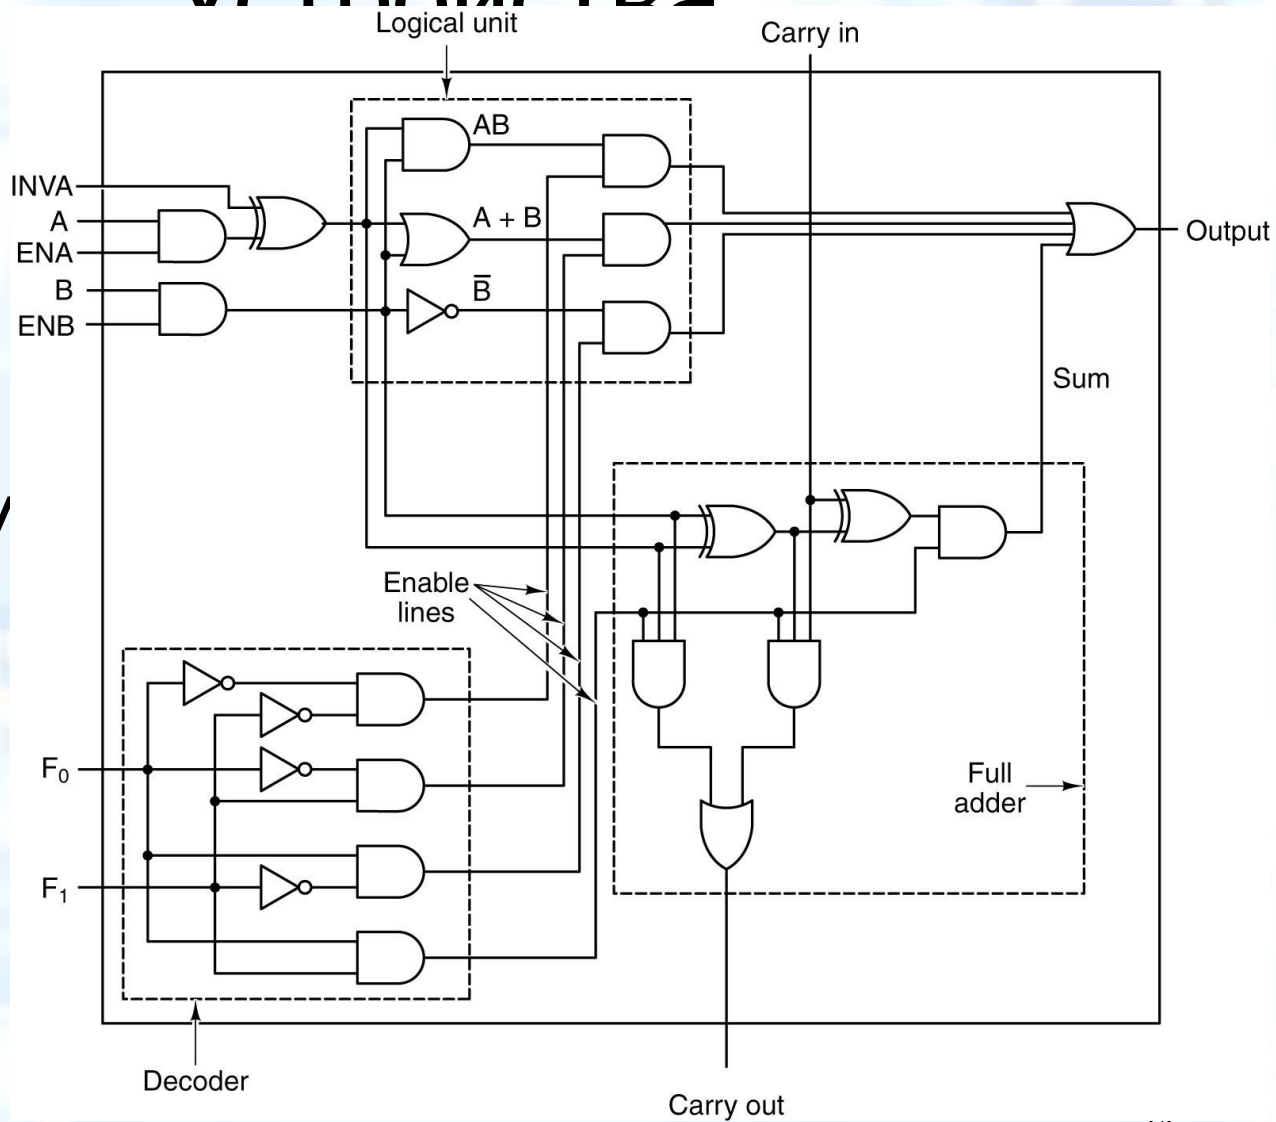 Logical unit
Carry in
AB
INVA
A
A + B
ENA
Output
B
B̅
ENB
Sum
Enable
lines
F₀
Full
adder
F₁
Decoder
Carry out